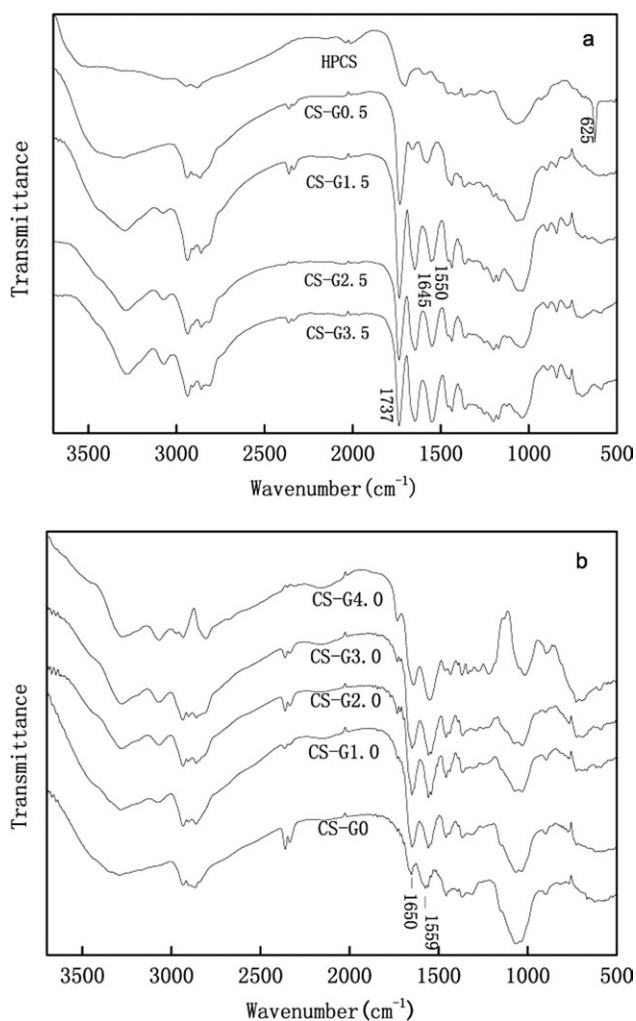 a
HPCS
625
CS-G0.5
CS-G1.5
1550
1645
CS-G2.5
CS-G3.5
1737
Transmittance
3500 3000 2500 2000 1500 1000 500
Wavenumber(cm⁻¹)
b
CS-G4.0
CS-G3.0
CS-G2.0
CS-G1.0
CS-G0
1650
1559
Transmittance
3500 3000 2500 2000 1500 1000 500
Wavenumber(cm⁻¹)